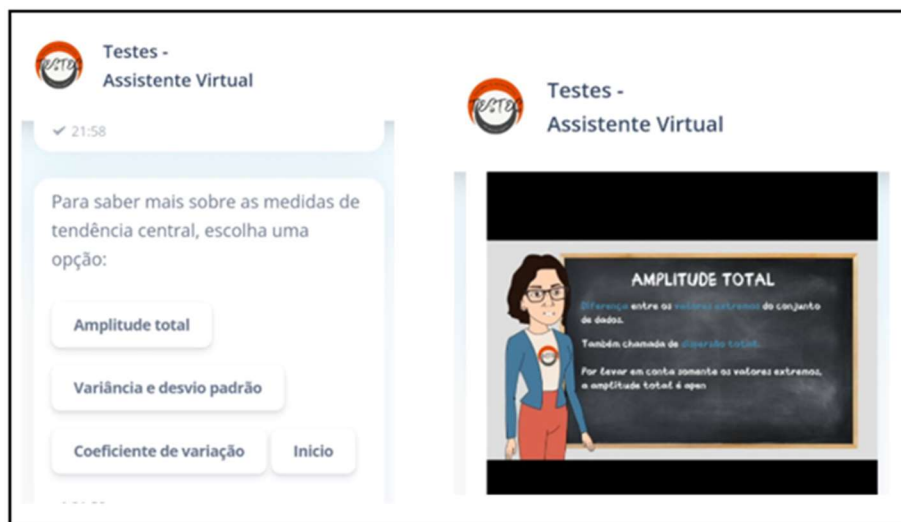 TESTES
Testes -
Assistente Virtual
21:58
Para saber mais sobre as medidas de
tendência central, escolha uma
opção:
Amplitude total
Variância e desvio padrão
Coeficiente de variação
Inicio
TESTES
Testes -
Assistente Virtual
AMPLITUDE TOTAL
Diferença entre os valores extremos do conjunto
de dados.
Também chamada de dispersão total.
Por levar em conta somente os valores extremos,
a amplitude total é apen